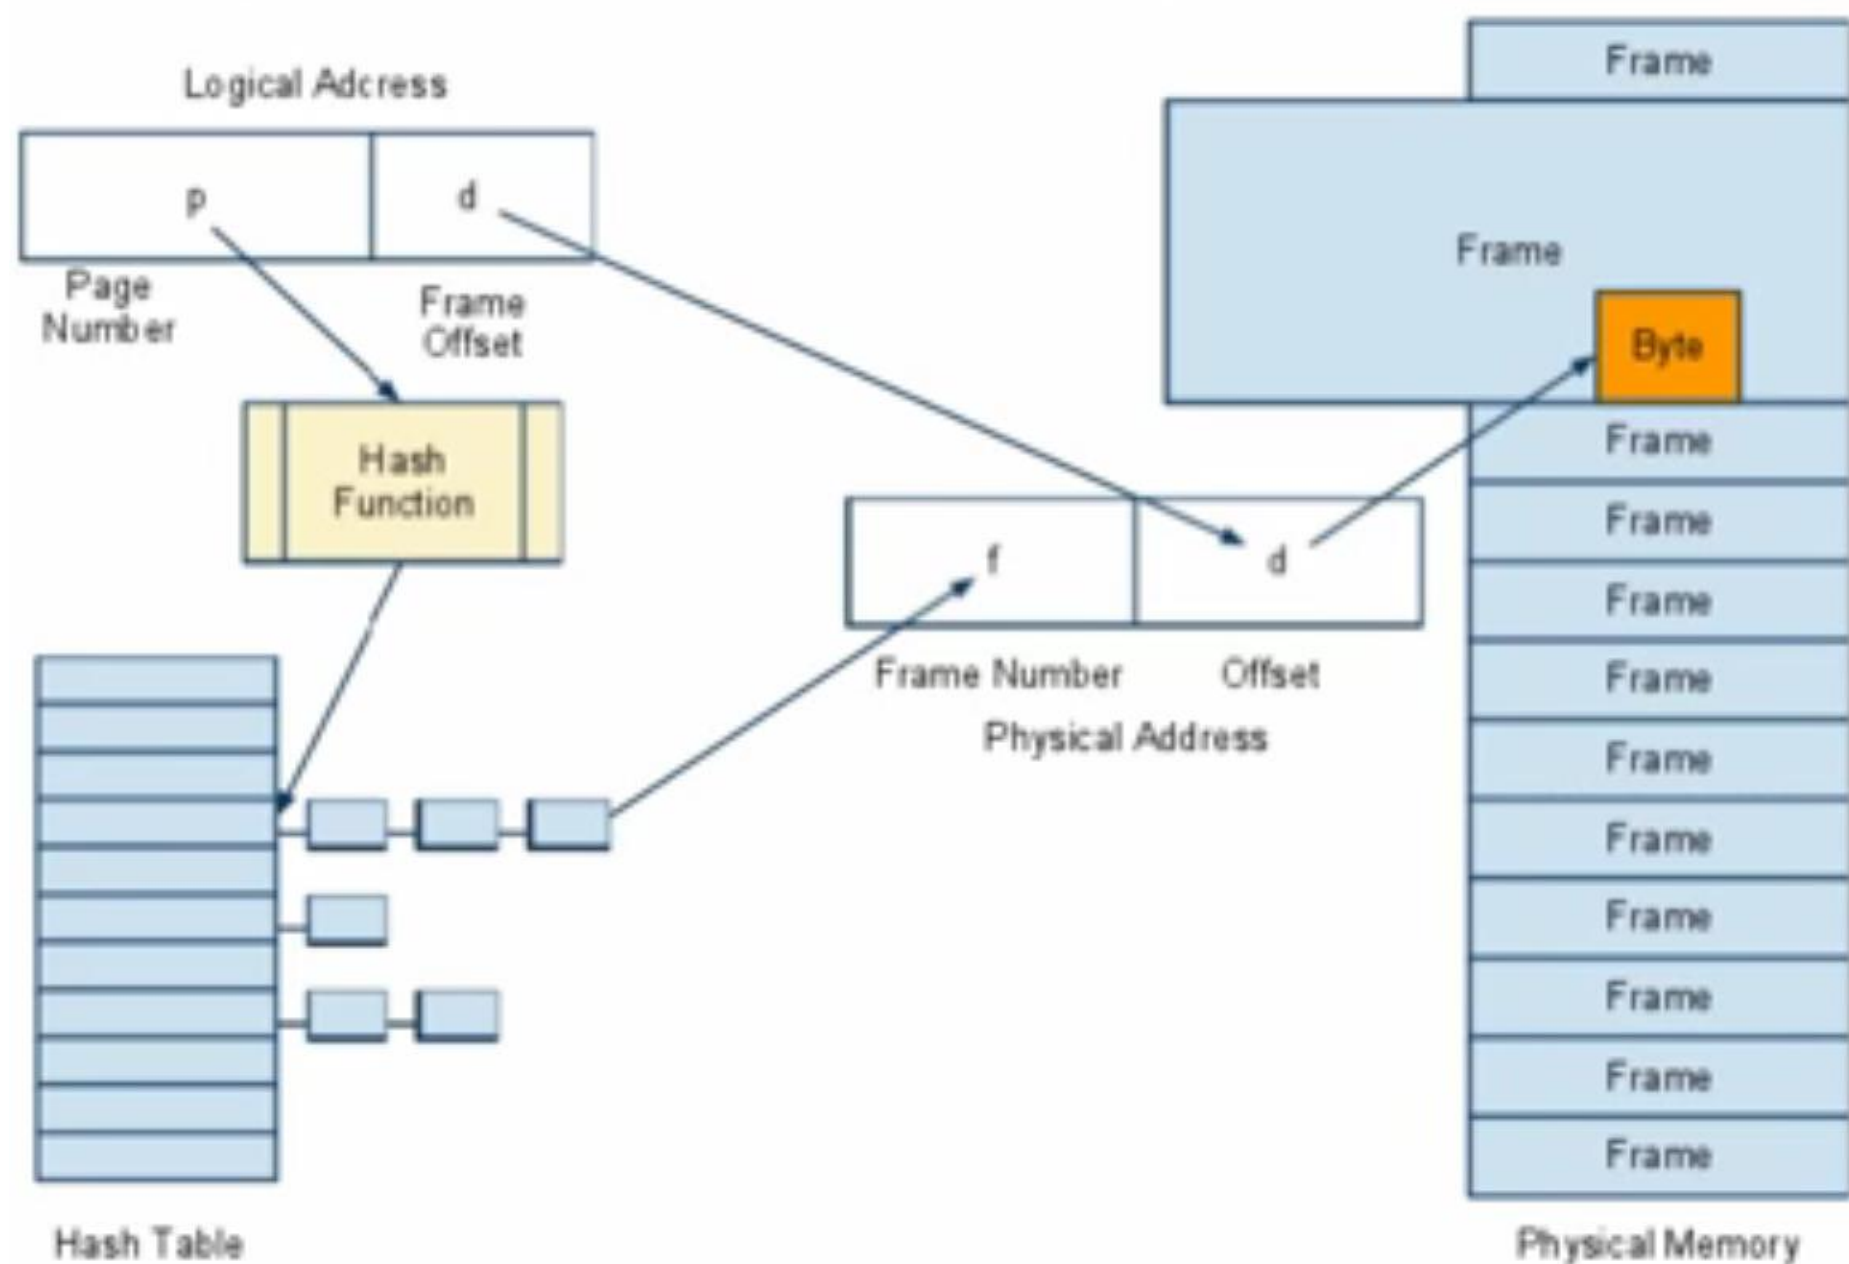 Logical Adcress
p
d
Page
Number
Frame
Offset
Hash
Function
Hash Table
f
d
Frame Number
Offset
Physical Address
Frame
Frame
Byte
Frame
Frame
Frame
Frame
Frame
Frame
Frame
Frame
Frame
Frame
Physical Memory